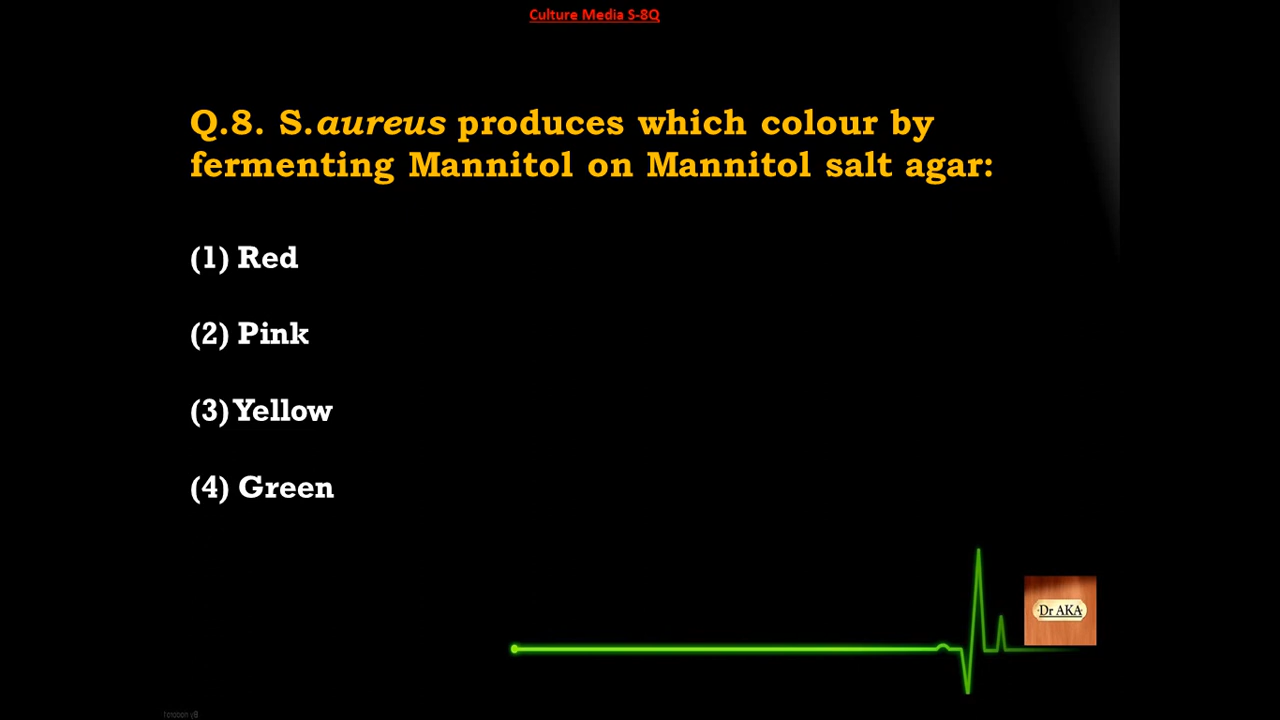 Culture Media S-8Q
Q.8. S.aureus produces which colour by
fermenting Mannitol on Mannitol salt agar:
(1) Red
(2) Pink
(3) Yellow
(4) Green
Dr AKA